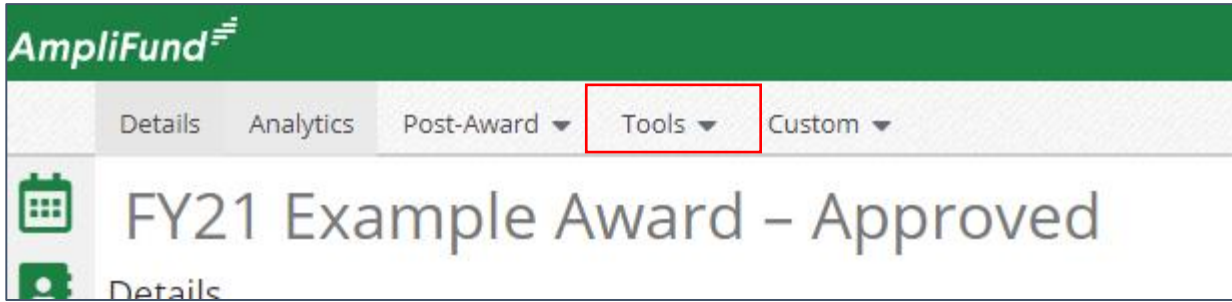 AmpliFund
Details Analytics Post-Award Tools Custom
FY21 Example Award – Approved
Details